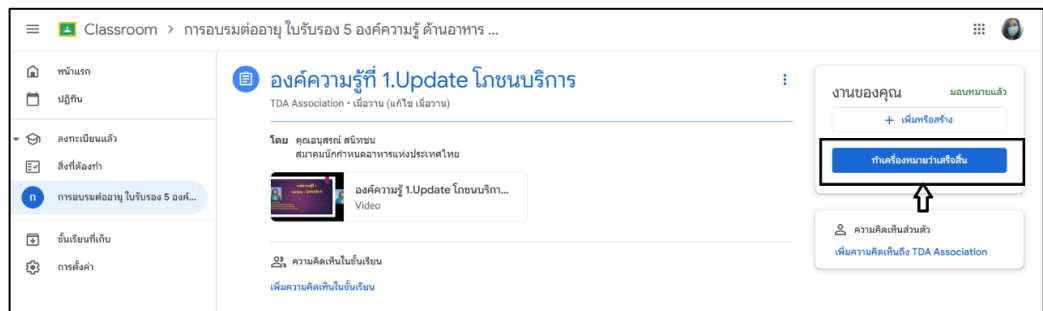 Classroom > การอบรมต่ออายุ ใบรับรอง 5 องค์ความรู้ ด้านอาหาร ...
หน้าแรก
ปฏิทิน
ลงทะเบียนแล้ว
สิ่งที่ต้องทำ
ก การอบรมต่ออายุ ใบรับรอง 5 องค์...
ชั้นเรียนที่เก็บ
การตั้งค่า
องค์ความรู้ที่ 1.Update โภชนบริการ
TDA Association • เมื่อวาน (แก้ไข เมื่อวาน)
โดย คุณอนุสรณ์ สนิทชน
สมาคมนักกำหนดอาหารแห่งประเทศไทย
องค์ความรู้ 1.Update โภชนบริกา...
Video
ความคิดเห็นในชั้นเรียน
เพิ่มความคิดเห็นในชั้นเรียน
งานของคุณ มอบหมายแล้ว
+ เพิ่มหรือสร้าง
ทำเครื่องหมายว่าเสร็จสิ้น
ความคิดเห็นส่วนตัว
เพิ่มความคิดเห็นถึง TDA Association